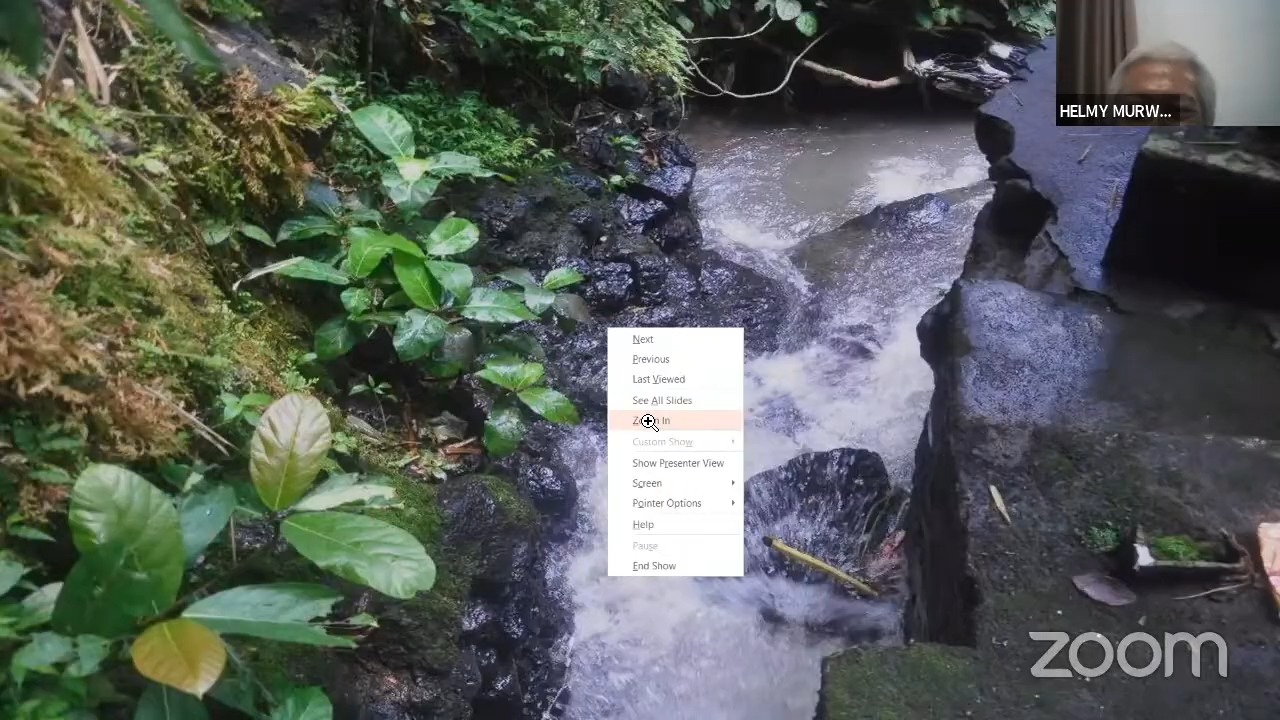 HELMY MURW...
Next
Previous
Last Viewed
See All Slides
Zoom In
Custom Show
Show Presenter View
Screen
Pointer Options
Help
Pause
End Show
zoom